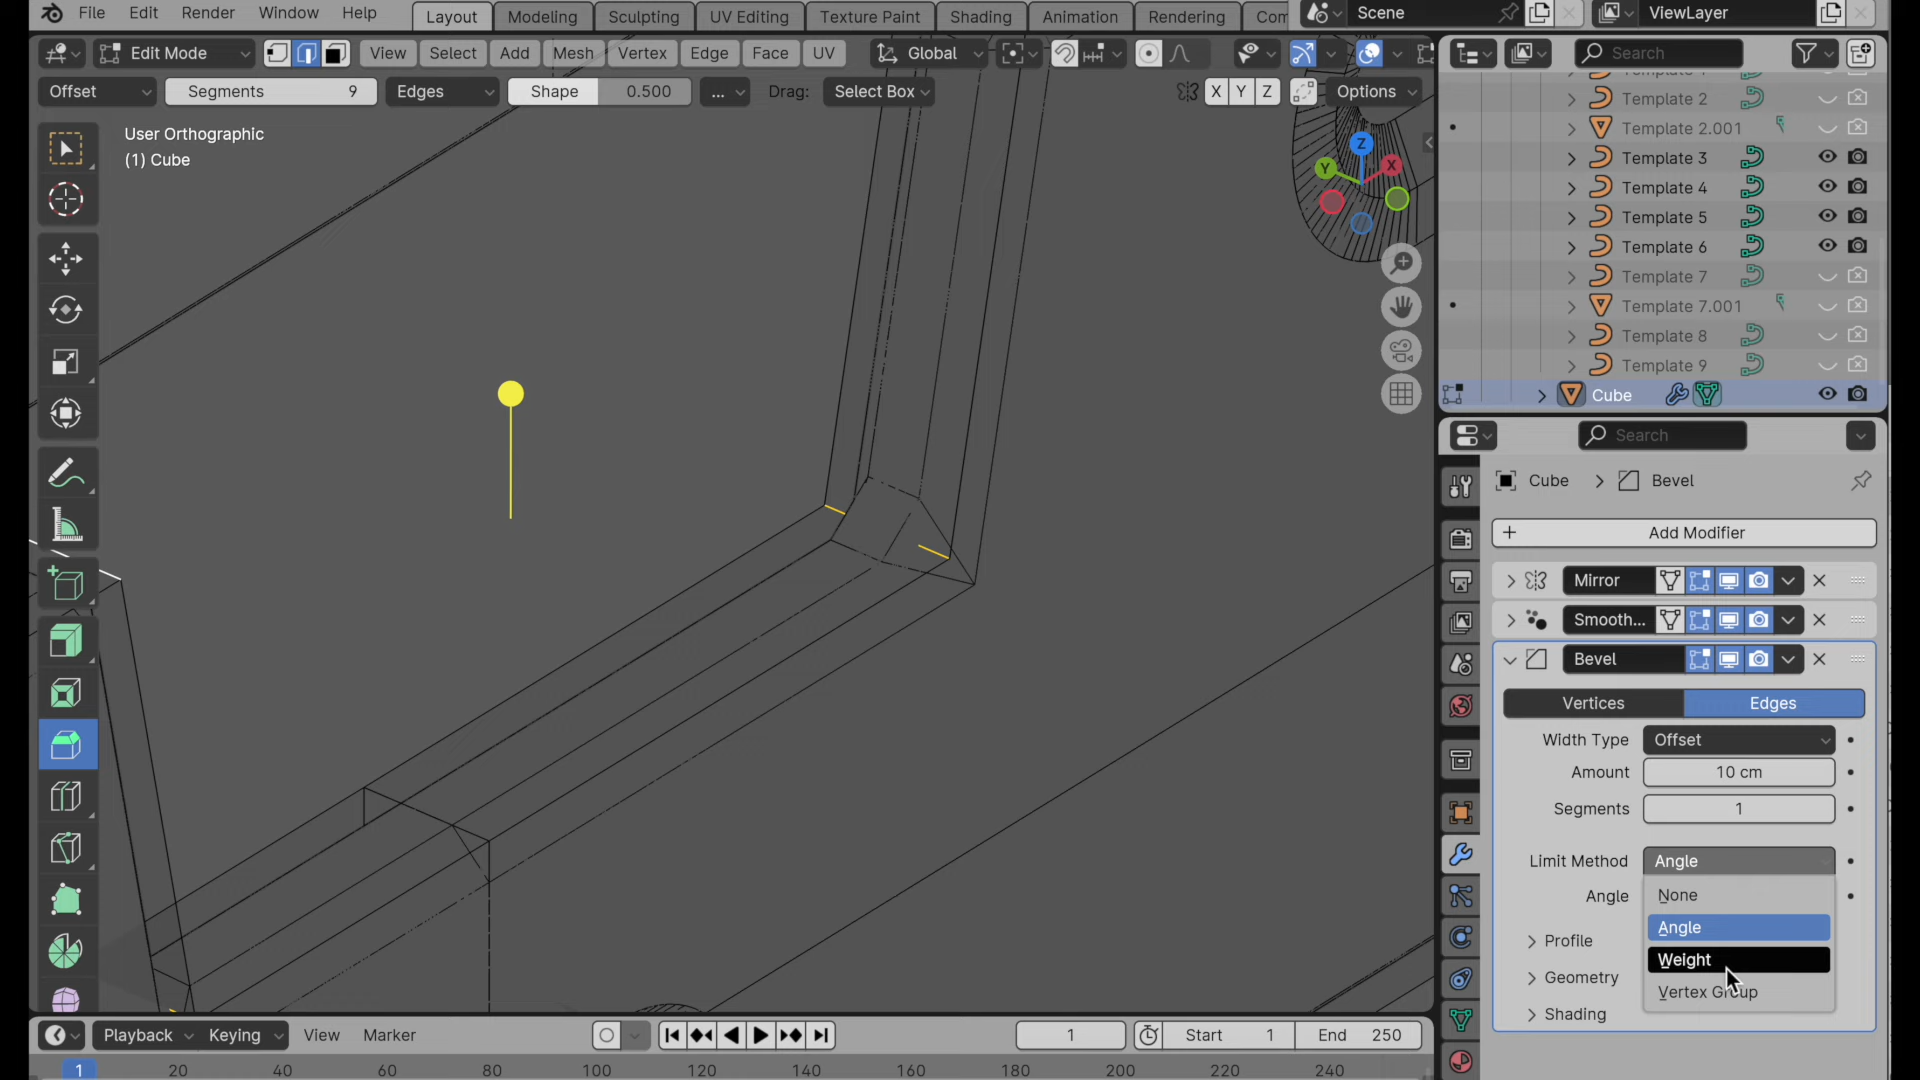 File Edit Render Window Help Layout Modeling Sculpting UV Editing Texture Paint Shading Animation Rendering Scene ViewLayer
Edit Mode View Select Add Mesh Vertex Edge Face UV Global Search
Offset Segments 9 Edges Shape 0.500 ... Drag: Select Box X Y Z Options
User Orthographic
(1) Cube
Z
Y
X
Template 2
Template 2.001
Template 3
Template 4
Template 5
Template 6
Template 7
Template 7.001
Template 8
Template 9
Cube
Search
Cube > Bevel
+ Add Modifier
Mirror
Smooth...
Bevel
Vertices Edges
Width Type Offset
Amount 10 cm
Segments 1
Limit Method Angle
Angle
None
Angle
Weight
Vertex Group
Profile
Geometry
Shading
Playback Keying View Marker 1 Start 1 End 250
1 20 40 60 80 100 120 140 160 180 200 220 240